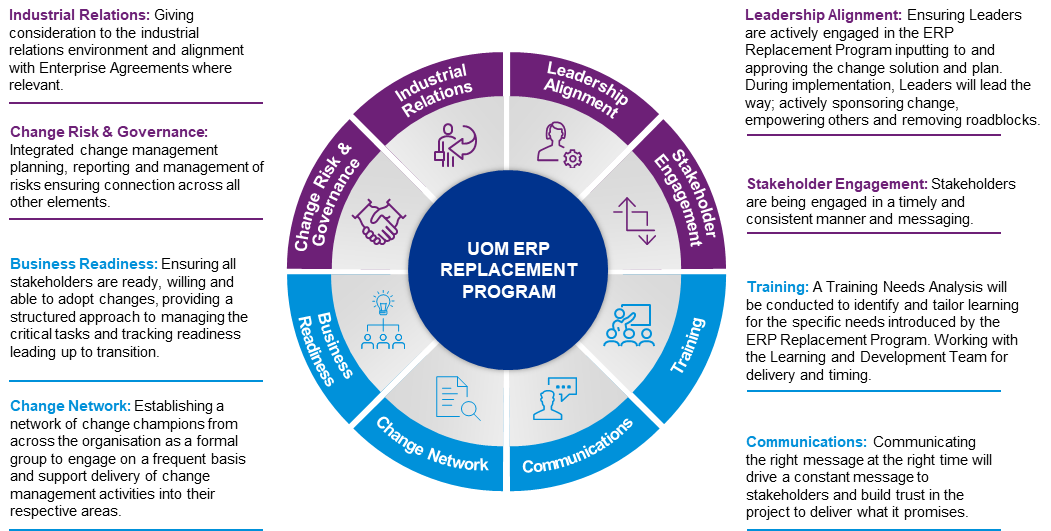 Industrial Relations: Giving
consideration to the industrial
relations environment and alignment
with Enterprise Agreements where
relevant.
Change Risk & Governance:
Integrated change management
planning, reporting and management of
risks ensuring connection across all
other elements.
Business Readiness: Ensuring all
stakeholders are ready, willing and
able to adopt changes, providing a
structured approach to managing the
critical tasks and tracking readiness
leading up to transition.
Change Network: Establishing a
network of change champions from
across the organisation as a formal
group to engage on a frequent basis
and support delivery of change
management activities into their
respective areas.
Industrial
Relations
Leadership
Alignment
Stakeholder
Engagement
Training
Communications
Change Network
Business
Readiness
Change Risk &
Governance
UOM ERP
REPLACEMENT
PROGRAM
Leadership Alignment: Ensuring Leaders
are actively engaged in the ERP
Replacement Program inputting to and
approving the change solution and plan.
During implementation, Leaders will lead the
way; actively sponsoring change,
empowering others and removing roadblocks.
Stakeholder Engagement: Stakeholders
are being engaged in a timely and
consistent manner and messaging.
Training: A Training Needs Analysis will
be conducted to identify and tailor learning
for the specific needs introduced by the
ERP Replacement Program. Working with
the Learning and Development Team for
delivery and timing.
Communications: Communicating
the right message at the right time will
drive a constant message to
stakeholders and build trust in the
project to deliver what it promises.